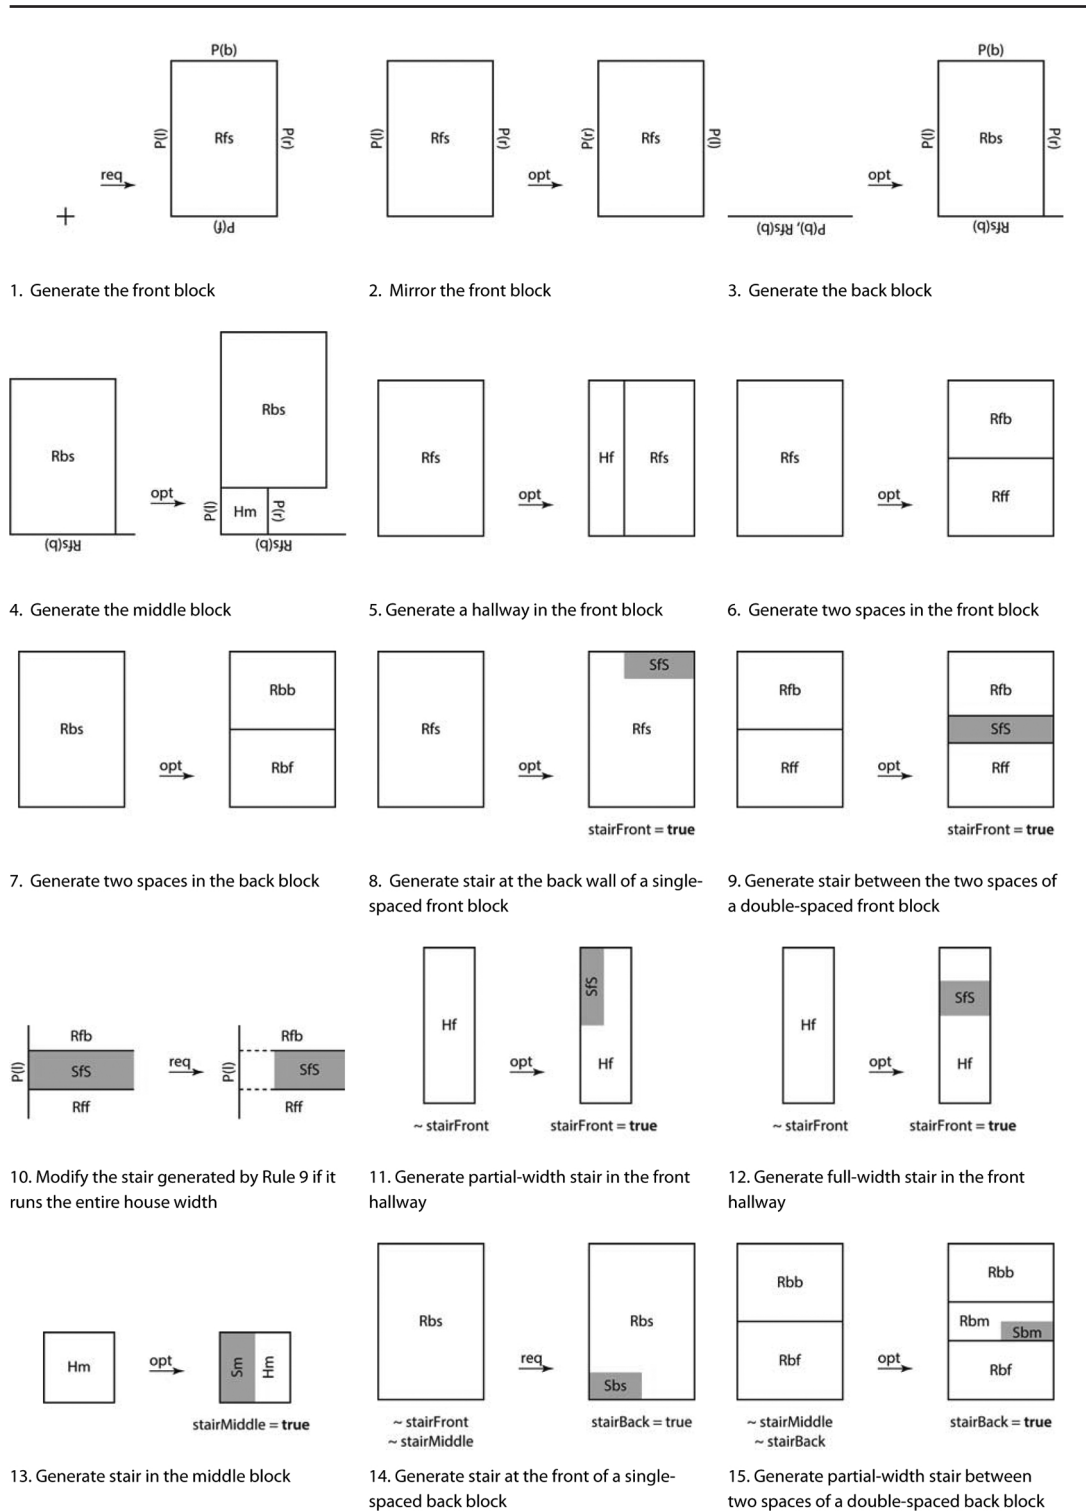 P(b)
P(l)
Rfs
P(r)
req
+
P(f)
1. Generate the front block
P(l)
Rfs
P(r)
opt
P(r)
Rfs
P(l)
2. Mirror the front block
P(b), Rfs(b)
opt
P(b)
P(l)
Rbs
P(r)
Rfs(b)
3. Generate the back block
Rbs
Rfs(b)
opt
Rbs
P(l)
Hm
P(r)
Rfs(b)
4. Generate the middle block
Rfs
opt
Hf
Rfs
5. Generate a hallway in the front block
Rfs
opt
Rfb
Rff
6. Generate two spaces in the front block
Rbs
opt
Rbb
Rbf
7. Generate two spaces in the back block
Rfs
opt
SfS
Rfs
stairFront = true
8. Generate stair at the back wall of a single-
spaced front block
Rfb
Rff
opt
Rfb
SfS
Rff
stairFront = true
9. Generate stair between the two spaces of
a double-spaced front block
P(l)
Rfb
SfS
Rff
req
P(l)
Rfb
SfS
Rff
10. Modify the stair generated by Rule 9 if it
runs the entire house width
Hf
~ stairFront
opt
SfS
Hf
stairFront = true
11. Generate partial-width stair in the front
hallway
Hf
~ stairFront
opt
SfS
Hf
stairFront = true
12. Generate full-width stair in the front
hallway
Hm
opt
Sm
Hm
stairMiddle = true
13. Generate stair in the middle block
Rbs
~ stairFront
~ stairMiddle
req
Rbs
Sbs
stairBack = true
14. Generate stair at the front of a single-
spaced back block
Rbb
Rbf
~ stairMiddle
~ stairBack
opt
Rbb
Rbm
Sbm
Rbf
stairBack = true
15. Generate partial-width stair between
two spaces of a double-spaced back block